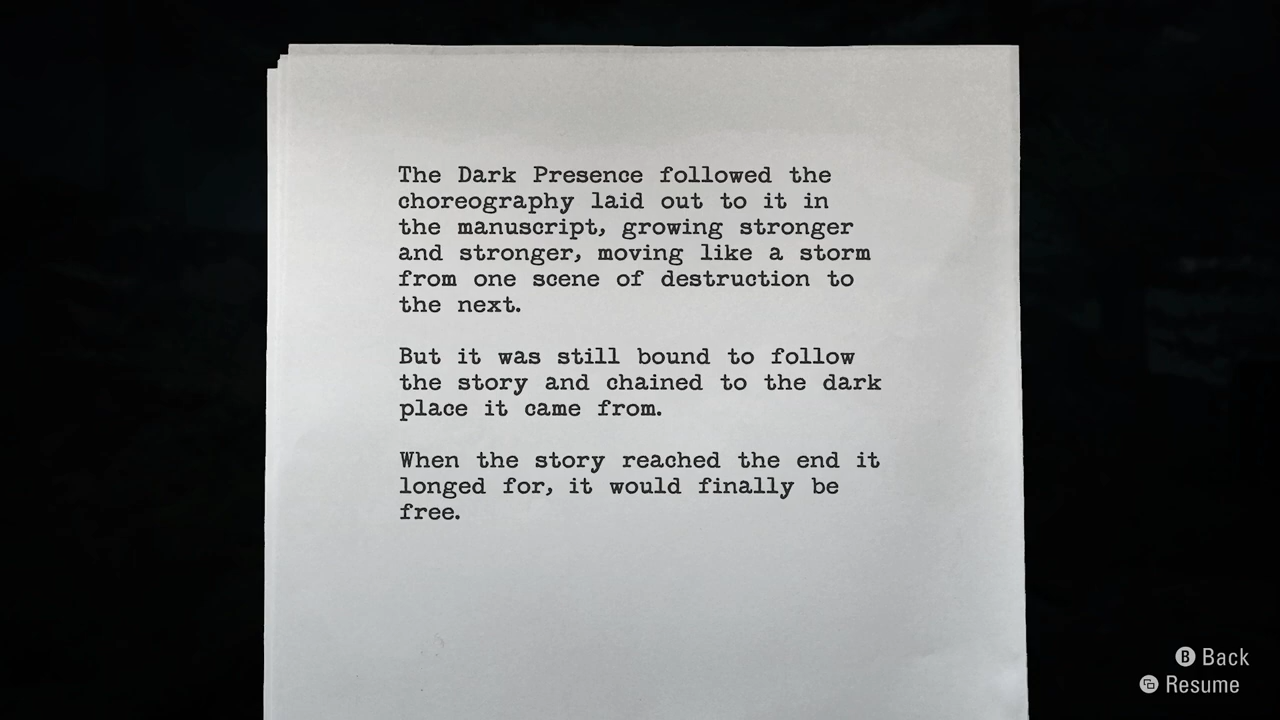 The Dark Presence followed the
choreography laid out to it in
the manuscript, growing stronger
and stronger, moving like a storm
from one scene of destruction to
the next.
But it was still bound to follow
the story and chained to the dark
place it came from.
When the story reached the end it
longed for, it would finally be
free.
B Back
Resume